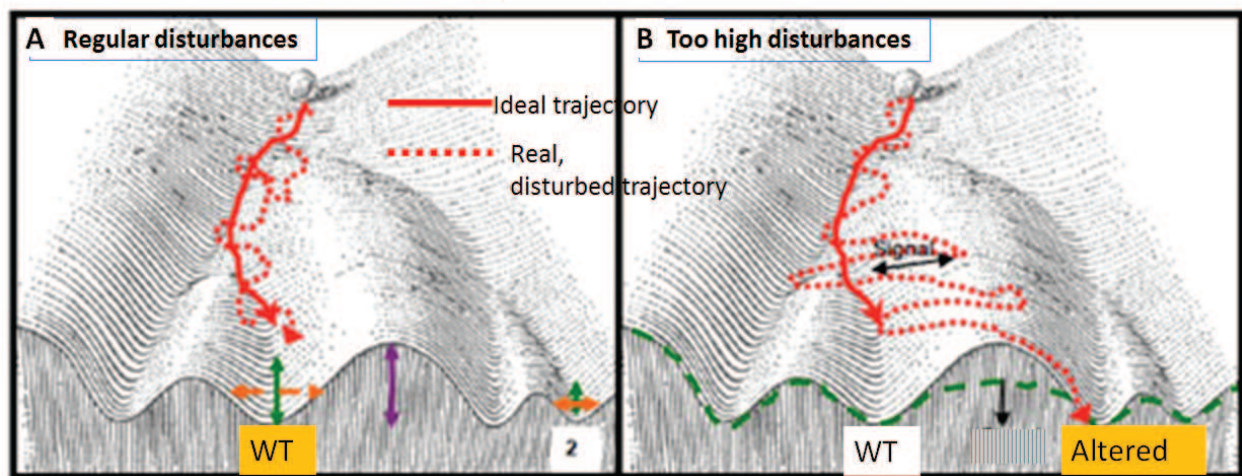 A Regular disturbances
B Too high disturbances
Ideal trajectory
Real,
disturbed trajectory
Signal
WT
2
WT
Altered